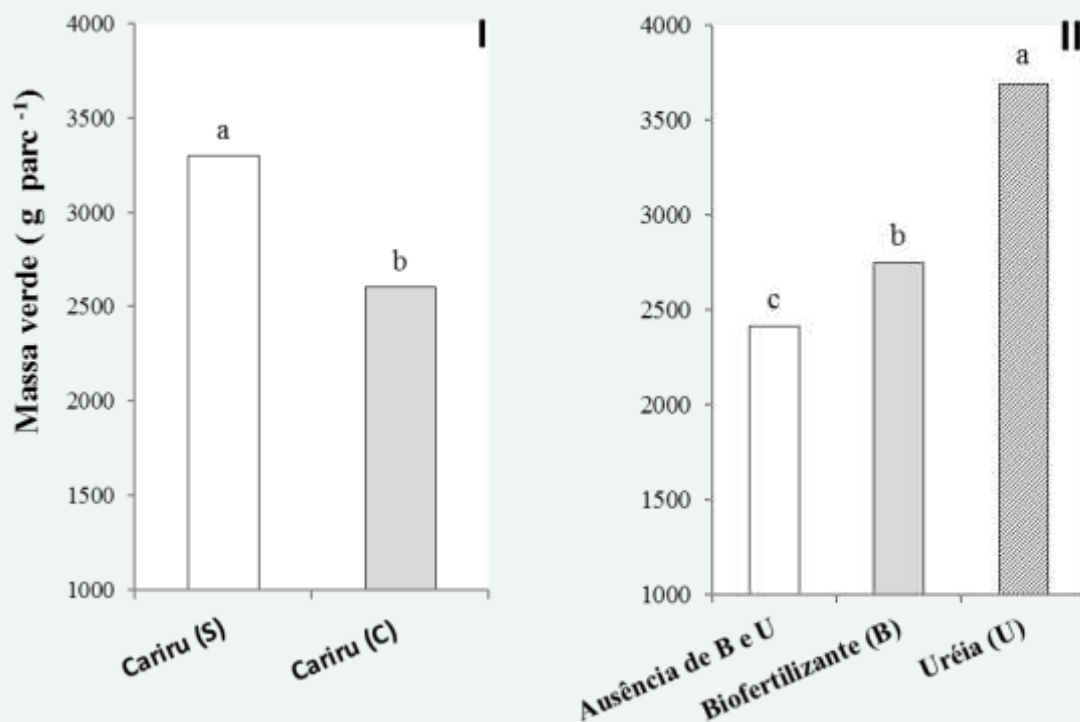 I
Massa verde ( g parc -1)
4000
3500
3000
2500
2000
1500
1000
a
b
Cariru (S)
Cariru (C)
II
4000
3500
3000
2500
2000
1500
1000
c
b
a
Ausência de B e U
Biofertilizante (B)
Uréia (U)